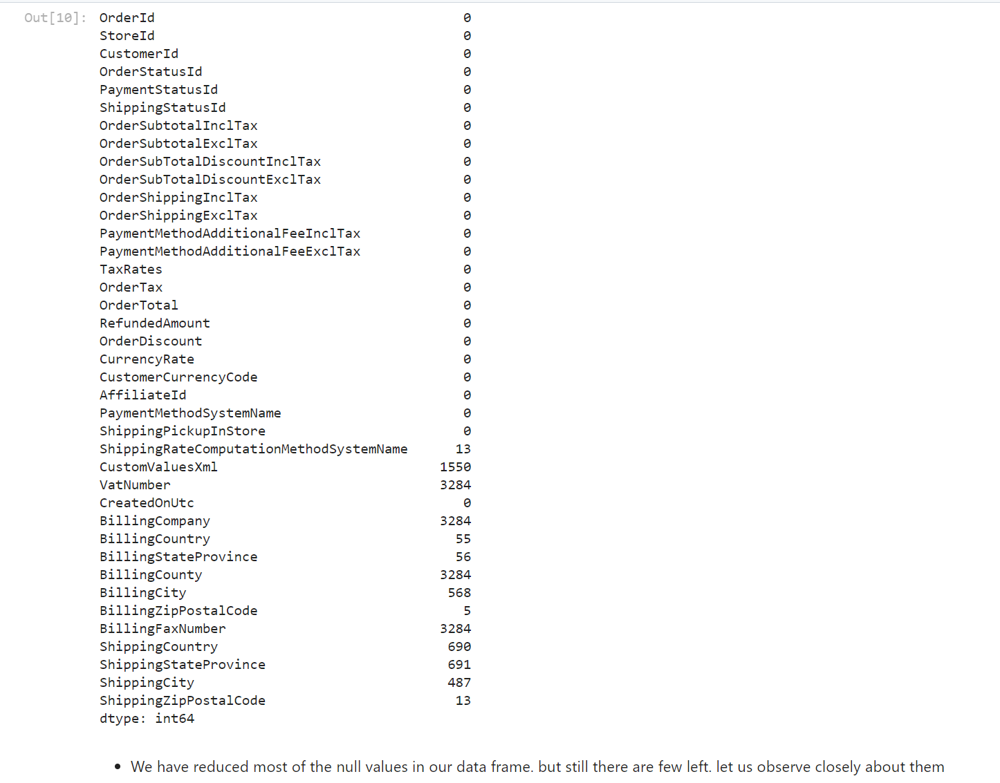 Out[10]: OrderId 0
StoreId 0
CustomerId 0
OrderStatusId 0
PaymentStatusId 0
ShippingStatusId 0
OrderSubtotalInclTax 0
OrderSubtotalExclTax 0
OrderSubTotalDiscountInclTax 0
OrderSubTotalDiscountExclTax 0
OrderShippingInclTax 0
OrderShippingExclTax 0
PaymentMethodAdditionalFeeInclTax 0
PaymentMethodAdditionalFeeExclTax 0
TaxRates 0
OrderTax 0
OrderTotal 0
RefundedAmount 0
OrderDiscount 0
CurrencyRate 0
CustomerCurrencyCode 0
AffiliateId 0
PaymentMethodSystemName 0
ShippingPickupInStore 0
ShippingRateComputationMethodSystemName 13
CustomValuesXml 1550
VatNumber 3284
CreatedOnUtc 0
BillingCompany 3284
BillingCountry 55
BillingStateProvince 56
BillingCounty 3284
BillingCity 568
BillingZipPostalCode 5
BillingFaxNumber 3284
ShippingCountry 690
ShippingStateProvince 691
ShippingCity 487
ShippingZipPostalCode 13
dtype: int64
• We have reduced most of the null values in our data frame. but still there are few left. let us observe closely about them